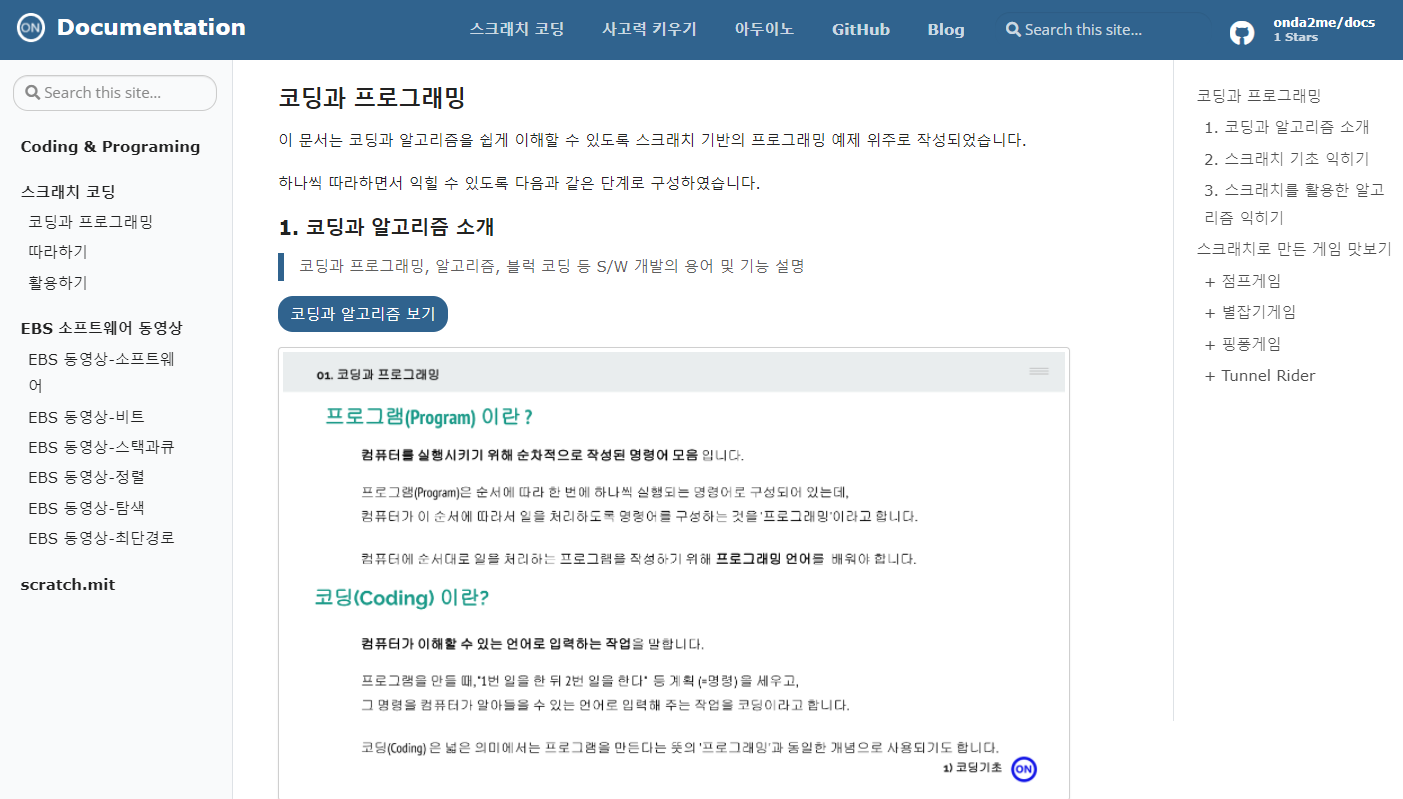 ON Documentation
스크래치 코딩
사고력 키우기
아두이노
GitHub
Blog
Search this site...
onda2me/docs
1 Stars
Search this site...
Coding & Programing
스크래치 코딩
코딩과 프로그래밍
따라하기
활용하기
EBS 소프트웨어 동영상
EBS 동영상-소프트웨
어
EBS 동영상-비트
EBS 동영상-스택과큐
EBS 동영상-정렬
EBS 동영상-탐색
EBS 동영상-최단경로
scratch.mit
코딩과 프로그래밍
이 문서는 코딩과 알고리즘을 쉽게 이해할 수 있도록 스크래치 기반의 프로그래밍 예제 위주로 작성되었습니다.
하나씩 따라하면서 익힐 수 있도록 다음과 같은 단계로 구성하였습니다.
1. 코딩과 알고리즘 소개
코딩과 프로그래밍, 알고리즘, 블럭 코딩 등 S/W 개발의 용어 및 기능 설명
코딩과 알고리즘 보기
01. 코딩과 프로그래밍
프로그램(Program) 이란 ?
컴퓨터를 실행시키기 위해 순차적으로 작성된 명령어 모음 입니다.
프로그램(Program)은 순서에 따라 한 번에 하나씩 실행되는 명령어로 구성되어 있는데,
컴퓨터가 이 순서에 따라서 일을 처리하도록 명령어를 구성하는 것을 '프로그래밍'이라고 합니다.
컴퓨터에 순서대로 일을 처리하는 프로그램을 작성하기 위해 프로그래밍 언어를 배워야 합니다.
코딩(Coding) 이란?
컴퓨터가 이해할 수 있는 언어로 입력하는 작업을 말합니다.
프로그램을 만들 때, "1번 일을 한 뒤 2번 일을 한다" 등 계획 (=명령) 을 세우고,
그 명령을 컴퓨터가 알아들을 수 있는 언어로 입력해 주는 작업을 코딩이라고 합니다.
코딩(Coding) 은 넓은 의미에서는 프로그램을 만든다는 뜻의 '프로그래밍'과 동일한 개념으로 사용되기도 합니다.
1) 코딩기초 ON
코딩과 프로그래밍
1. 코딩과 알고리즘 소개
2. 스크래치 기초 익히기
3. 스크래치를 활용한 알고
리즘 익히기
스크래치로 만든 게임 맛보기
+ 점프게임
+ 별잡기게임
+ 핑퐁게임
+ Tunnel Rider